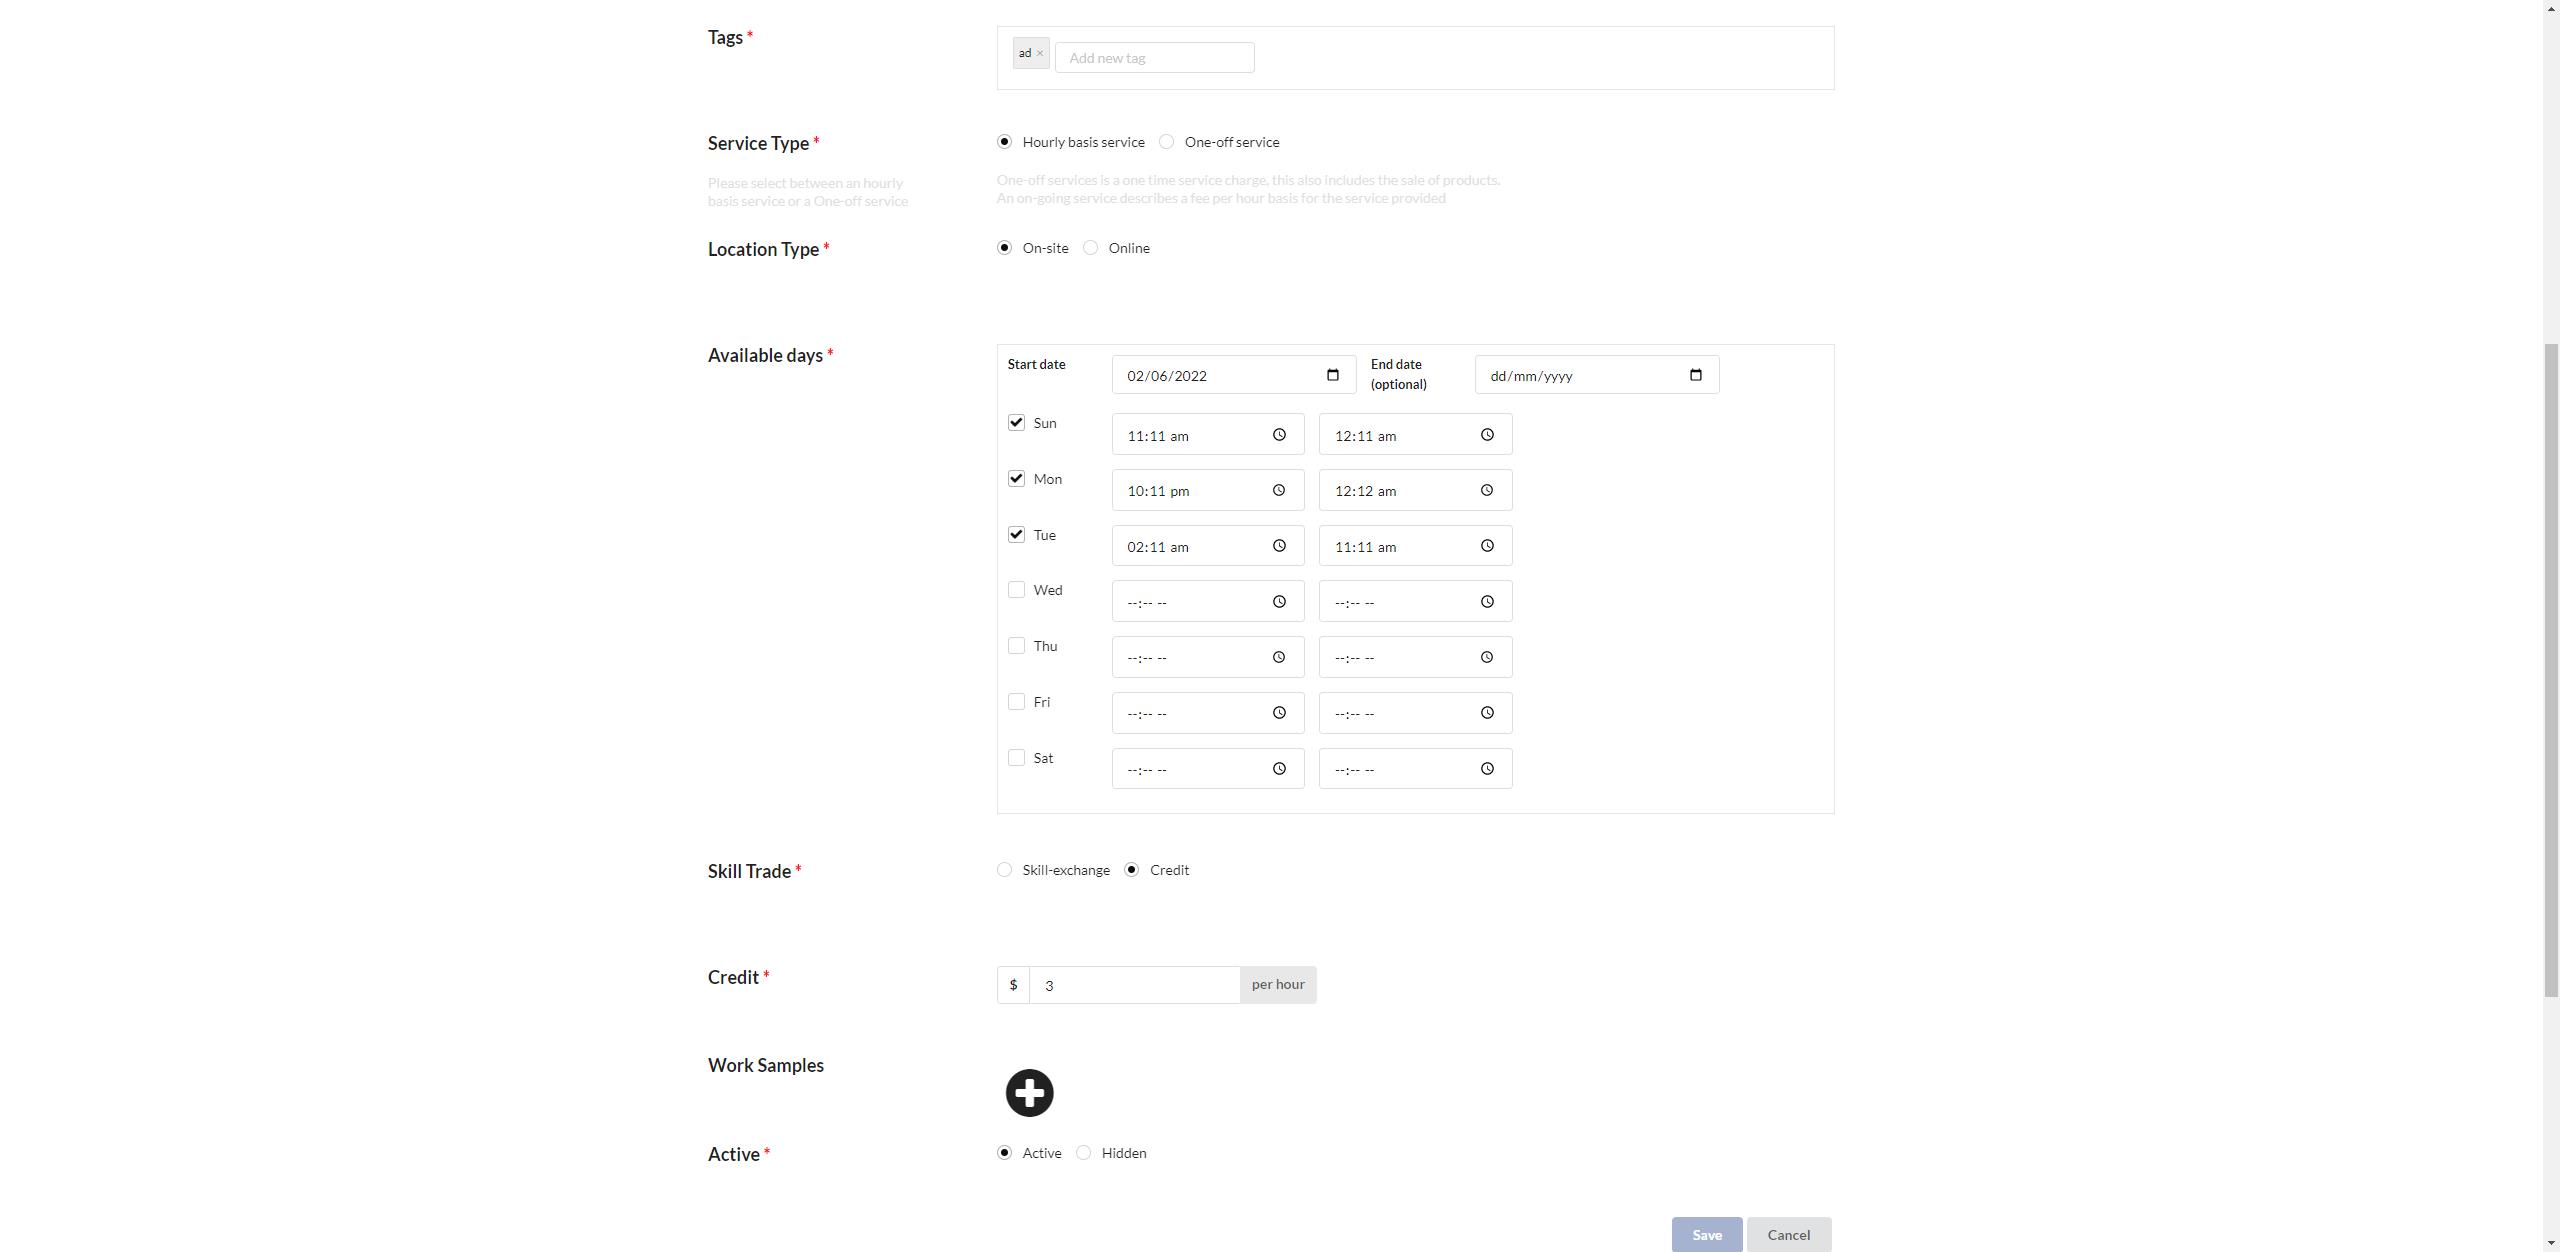 Tags *
ad ×
Add new tag
Service Type *
Hourly basis service
One-off service
Please select between an hourly
basis service or a One-off service
One-off services is a one time service charge, this also includes the sale of products.
An on-going service describes a fee per hour basis for the service provided
Location Type *
On-site
Online
Available days *
Start date
02/06/2022
End date
(optional)
dd/mm/yyyy
Sun
11:11 am
12:11 am
Mon
10:11 pm
12:12 am
Tue
02:11 am
11:11 am
Wed
--:-- --
--:-- --
Thu
--:-- --
--:-- --
Fri
--:-- --
--:-- --
Sat
--:-- --
--:-- --
Skill Trade *
Skill-exchange
Credit
Credit *
$
3
per hour
Work Samples
Active *
Active
Hidden
Save
Cancel